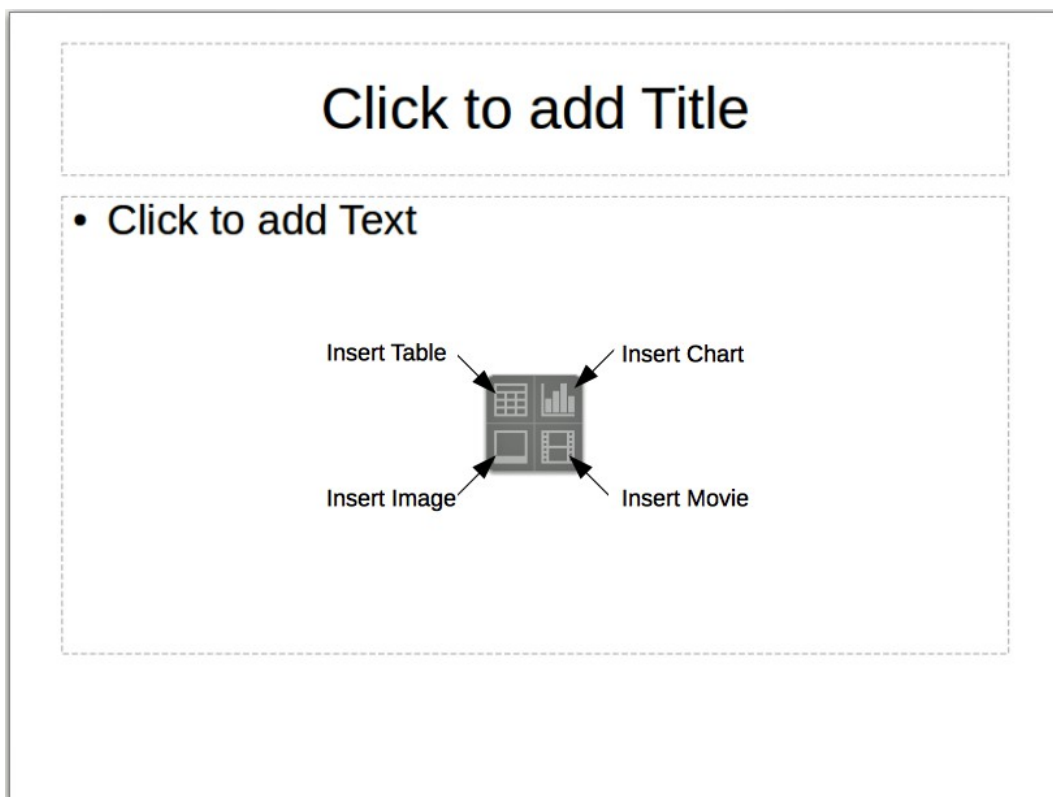 Click to add Title
• Click to add Text
Insert Table
Insert Chart
Insert Image
Insert Movie